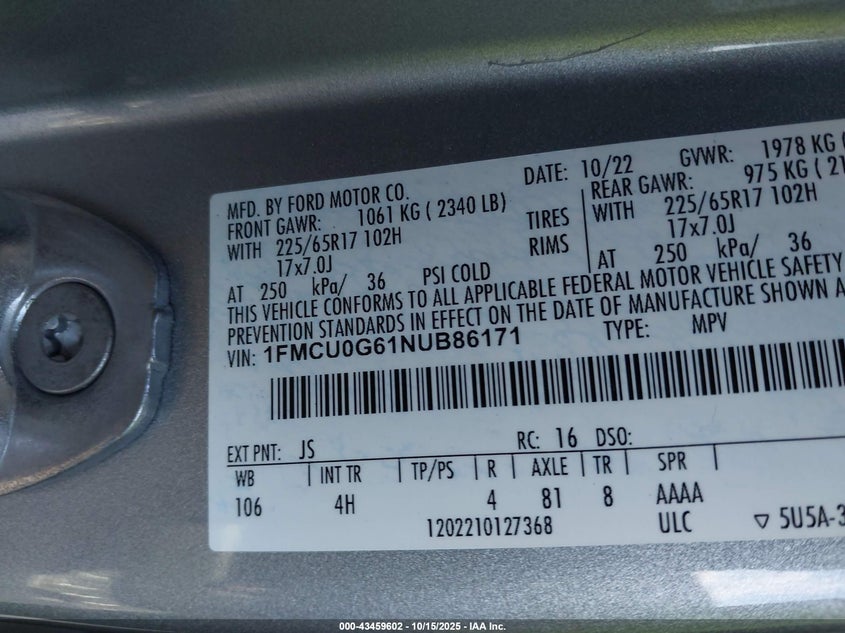 MFD. BY FORD MOTOR CO. DATE: 10/22 GVWR: 1978 KG (
FRONT GAWR: 1061 KG ( 2340 LB) REAR GAWR: 975 KG ( 21
WITH 225/65R17 102H TIRES WITH 225/65R17 102H
17x7.0J RIMS 17x7.0J
AT 250 kPa/ 36 PSI COLD AT 250 kPa/ 36
THIS VEHICLE CONFORMS TO ALL APPLICABLE FEDERAL MOTOR VEHICLE SAFETY
PREVENTION STANDARDS IN EFFECT ON THE DATE OF MANUFACTURE SHOWN A
VIN: 1FMCU0G61NUB86171 TYPE: MPV
EXT PNT: JS RC: 16 DSO:
WB INT TR TP/PS R AXLE TR SPR
106 4H 4 81 8 AAAA
1202210127368 ULC ▽ 5U5A-3
000-43459602 - 10/15/2025 - IAA Inc.